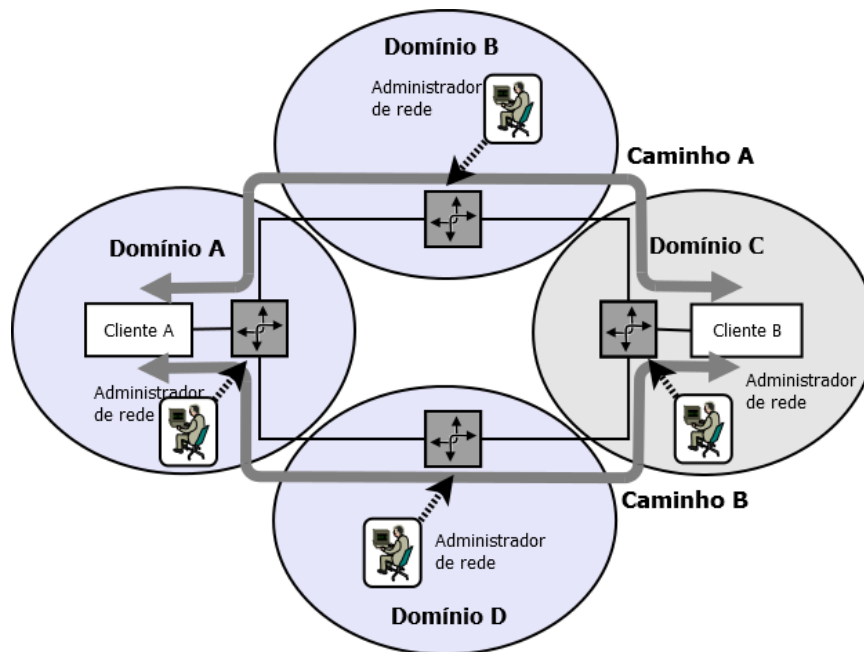 Domínio B
Administrador
de rede
Caminho A
Domínio A
Domínio C
Cliente A
Cliente B
Administrador
de rede
Administrador
de rede
Caminho B
Administrador
de rede
Domínio D